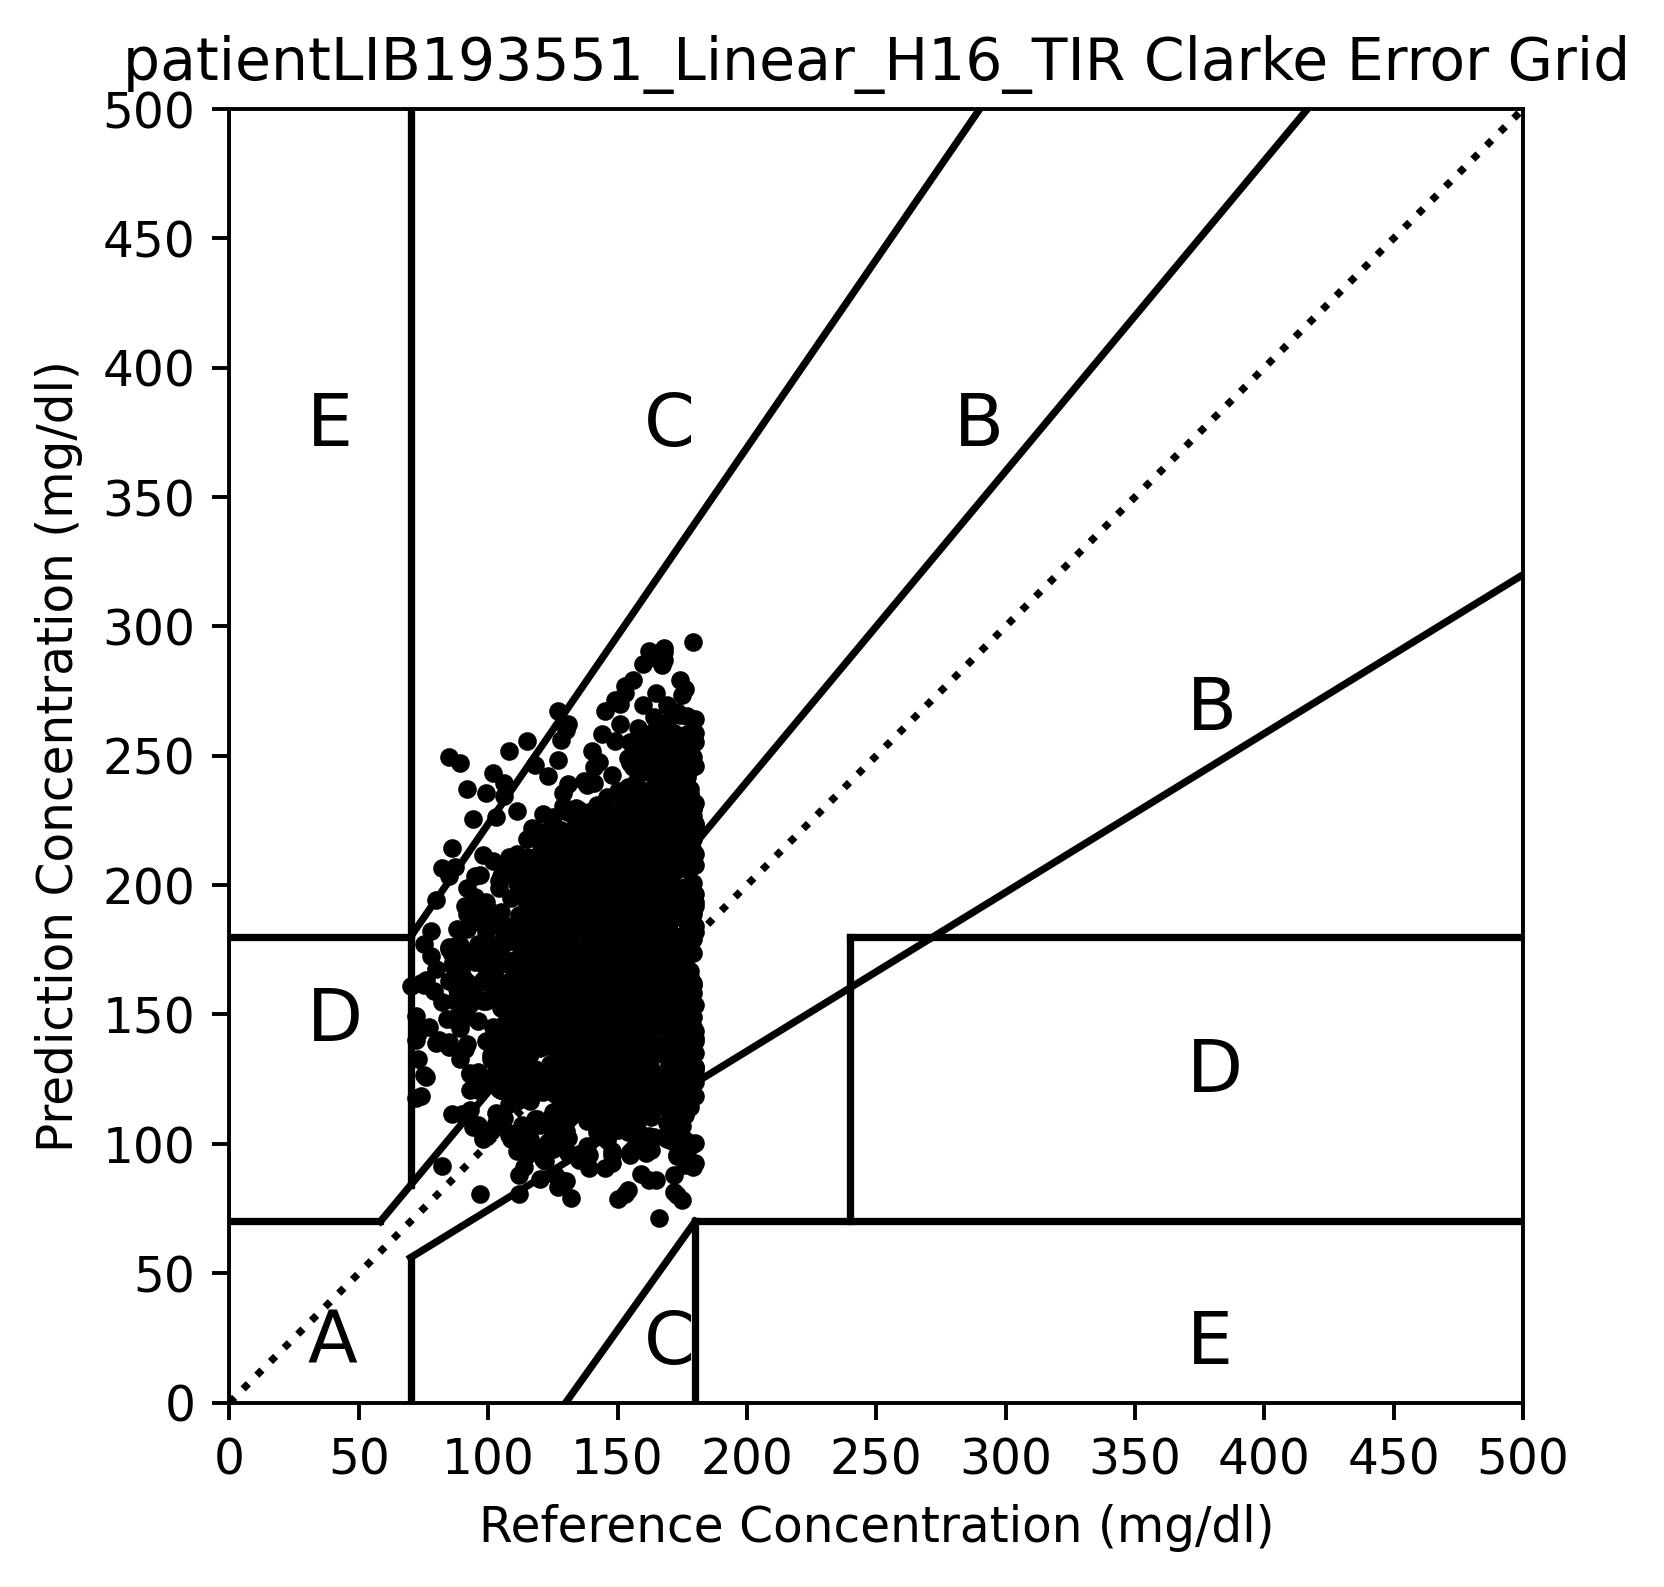 patientLIB193551_Linear_H16_TIR Clarke Error Grid
500
450
400
350
300
250
200
150
100
50
0
Prediction Concentration (mg/dl)
E
C
B
B
D
D
A
C
E
0 50 100 150 200 250 300 350 400 450 500
Reference Concentration (mg/dl)